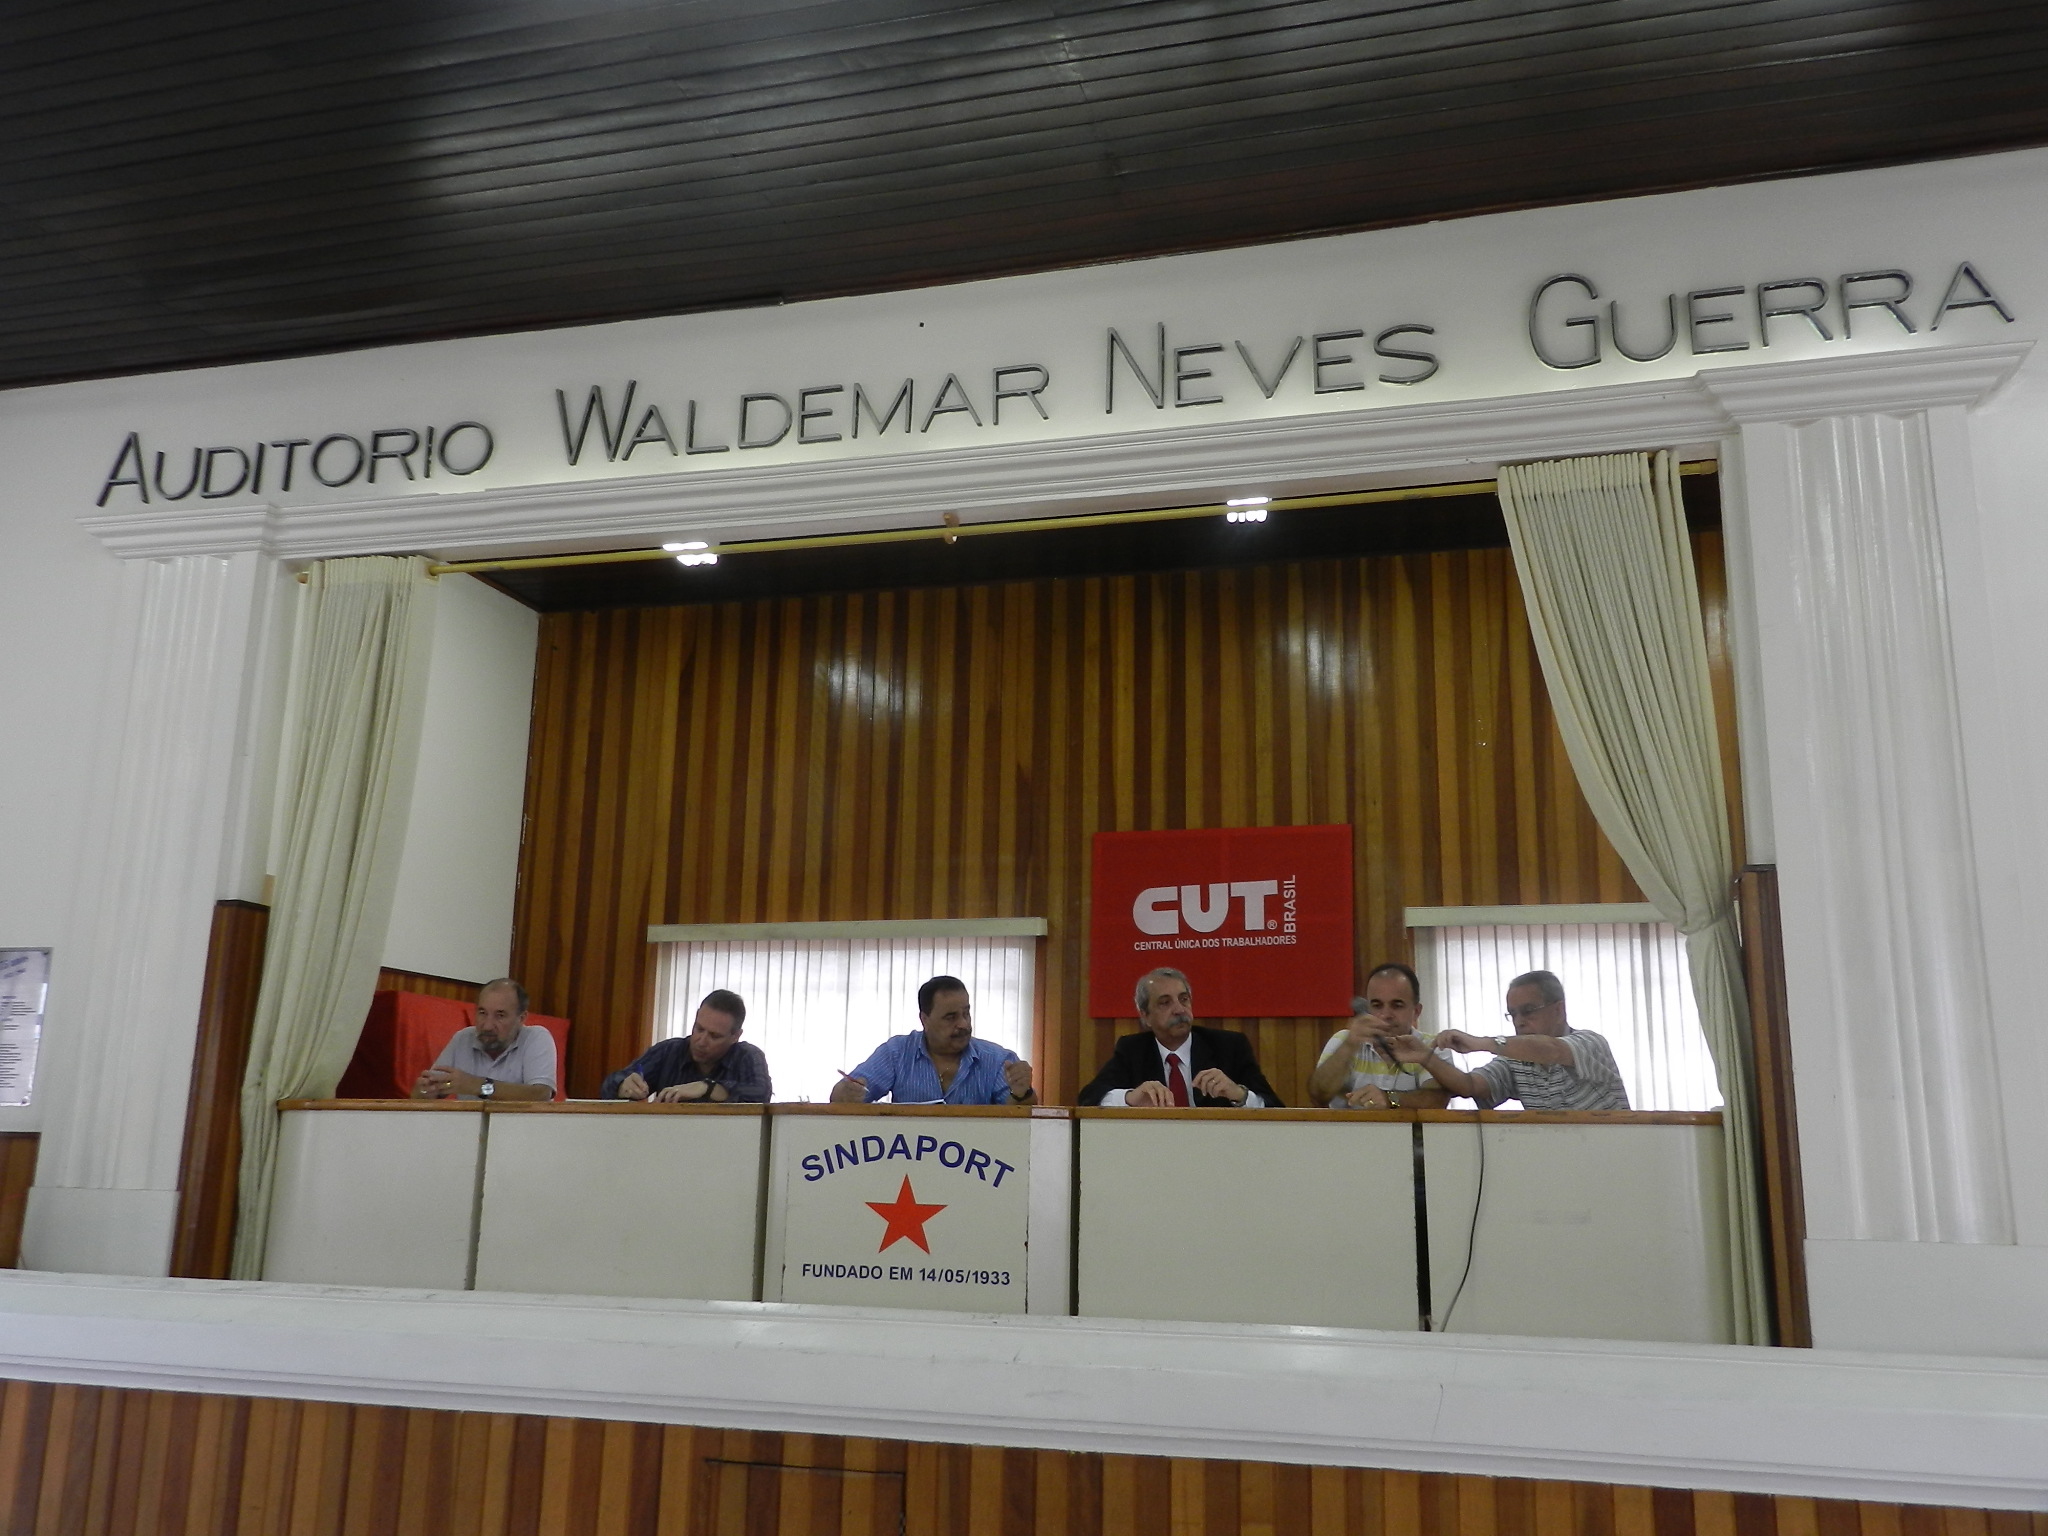 AUDITORIO WALDEMAR NEVES GUERRA
CUT® BRASIL
CENTRAL ÚNICA DOS TRABALHADORES
SINDAPORT
FUNDADO EM 14/05/1933